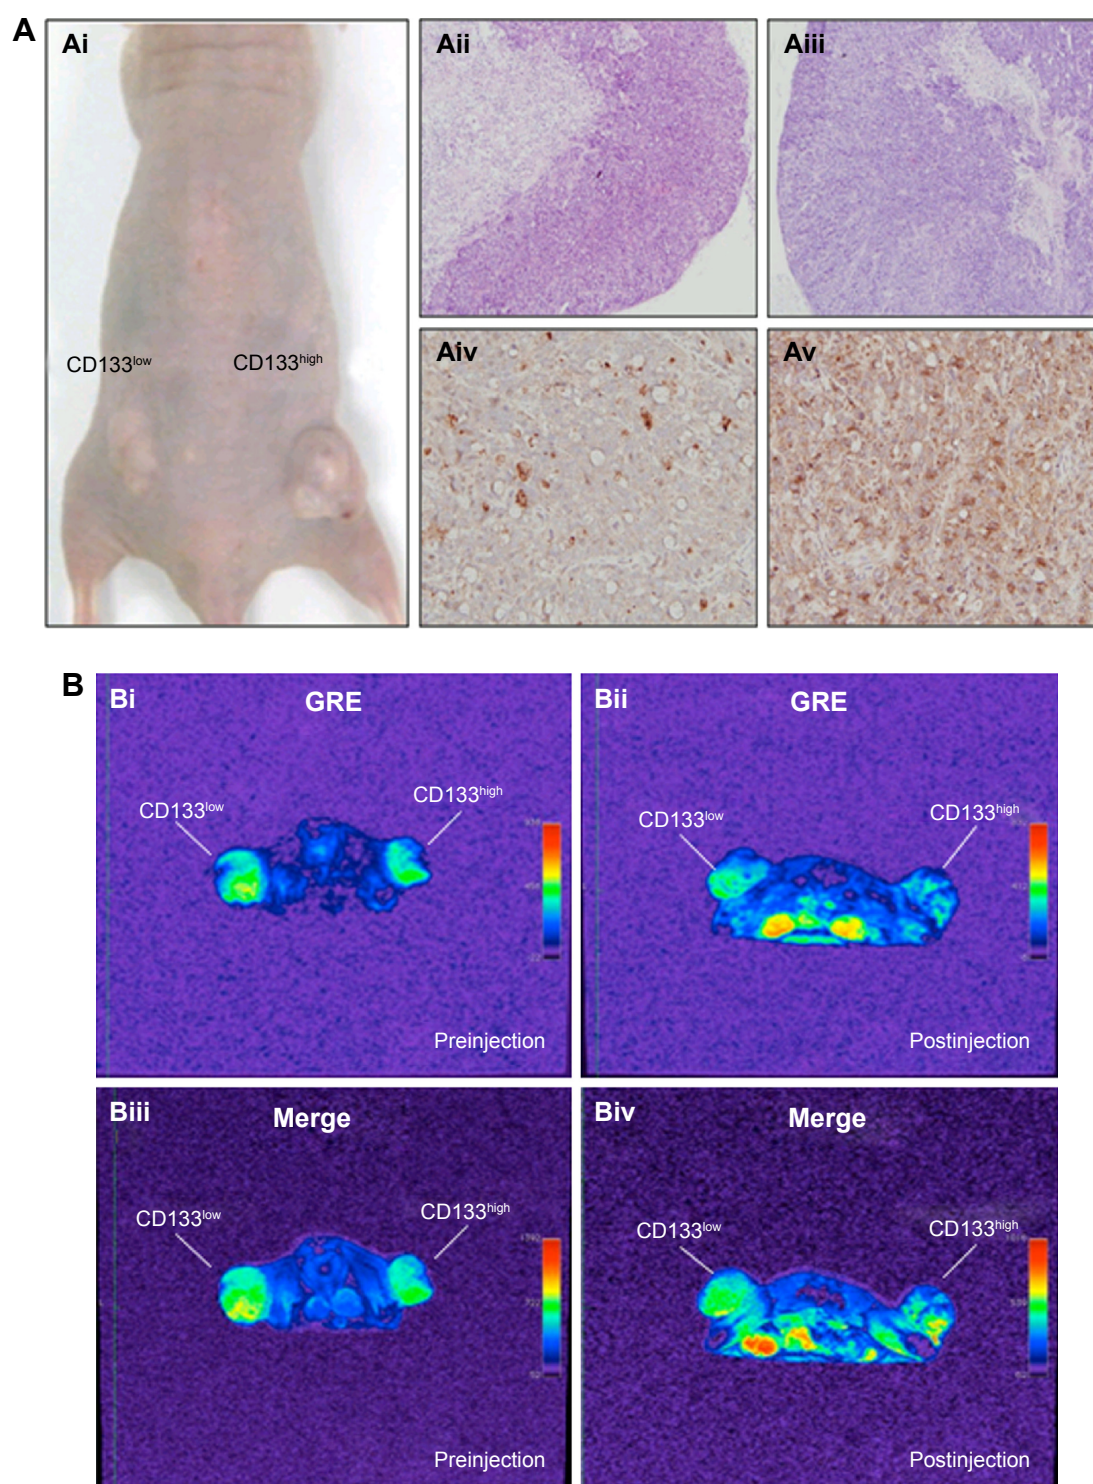 A
Ai
Aii
Aiii
CD133low
CD133high
Aiv
Av
B
Bi
GRE
CD133low
CD133high
Preinjection
Bii
GRE
CD133low
CD133high
Postinjection
Biii
Merge
CD133low
CD133high
Preinjection
Biv
Merge
CD133low
CD133high
Postinjection